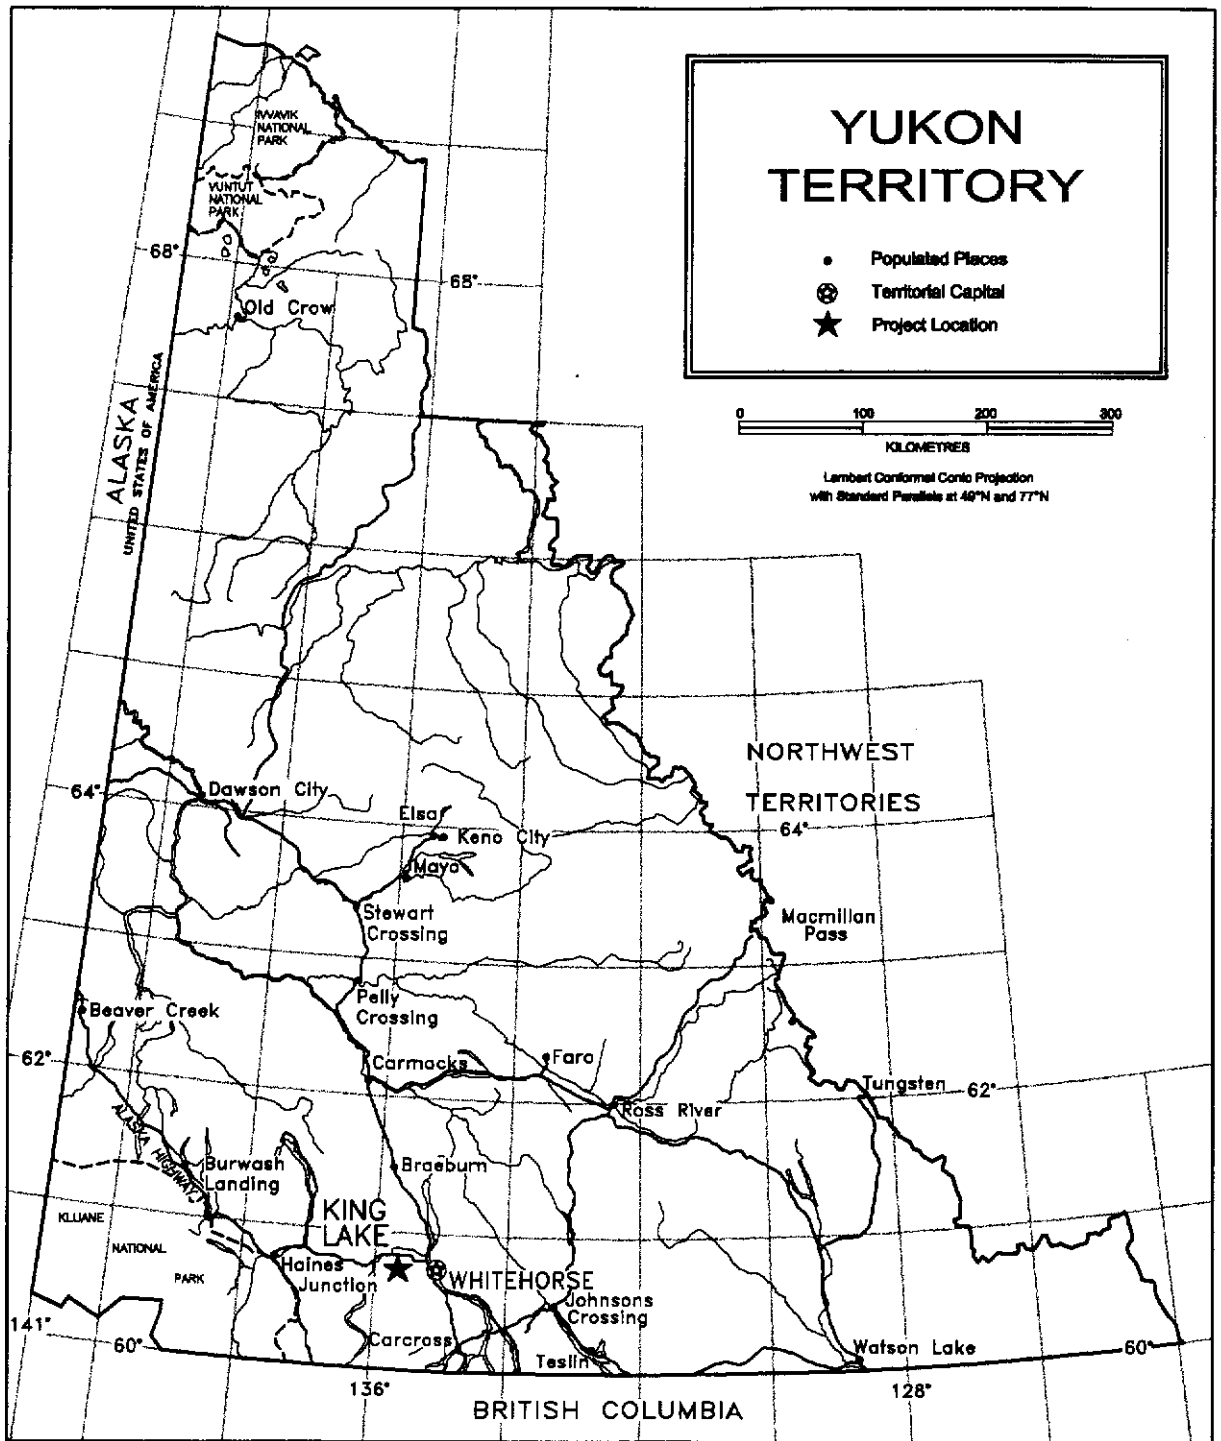 YUKON
TERRITORY
Populated Places
Territorial Capital
Project Location
0 100 200 300
KILOMETRES
Lambert Conformal Conic Projection
with Standard Parallels at 49°N and 77°N
IVVAVIK
NATIONAL
PARK
VUNTUT
NATIONAL
PARK
68°
68°
Old Crow
ALASKA
UNITED STATES OF AMERICA
NORTHWEST
TERRITORIES
64°
Dawson City
Elsa
Keno City
64°
Mayo
Stewart
Crossing
Macmillan
Pass
Pelly
Crossing
Beaver Creek
62°
Carmacks
Faro
Tungsten
62°
Ross River
ALASKA HIGHWAY
Burwash
Landing
Braeburn
KING
LAKE
KLUANE
NATIONAL
PARK
Haines
Junction
WHITEHORSE
Johnsons
Crossing
141°
60°
Carcross
Teslin
Watson Lake
60°
136°
128°
BRITISH COLUMBIA